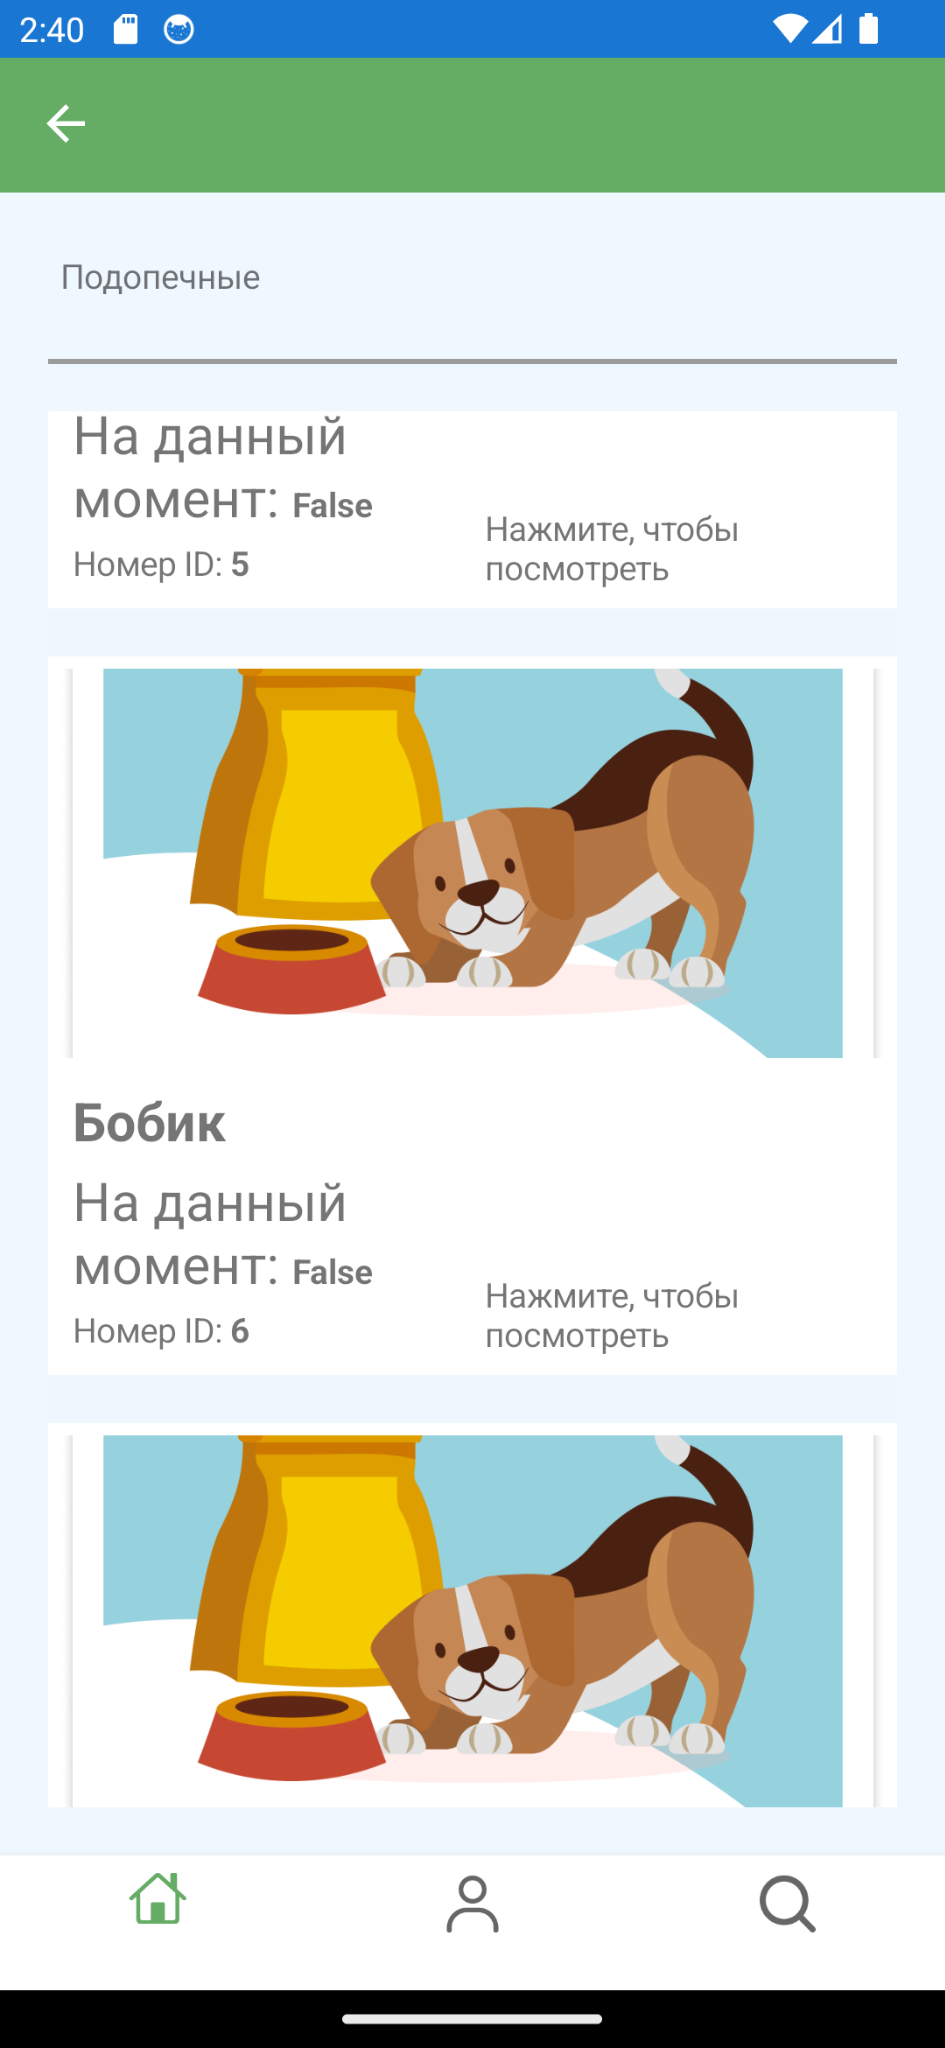 2:40
Подопечные
На данный
момент: False
Номер ID: 5
Нажмите, чтобы
посмотреть
Бобик
На данный
момент: False
Номер ID: 6
Нажмите, чтобы
посмотреть